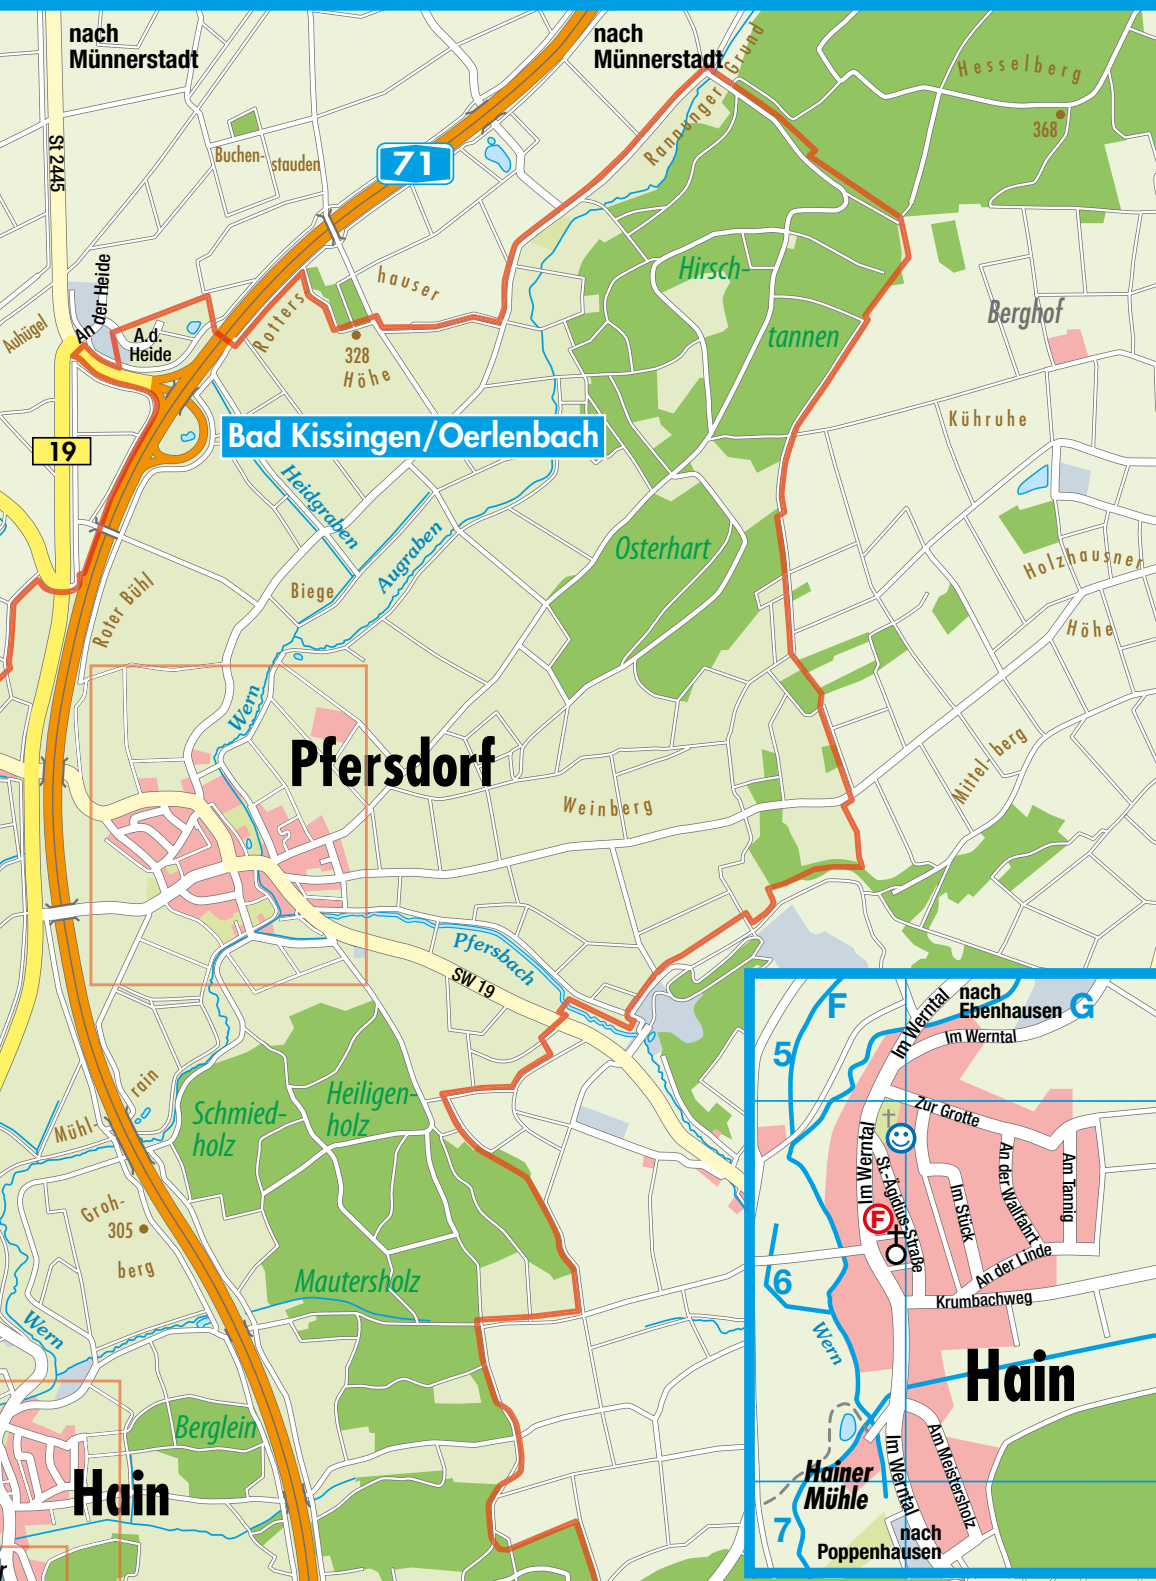 nach
Münnerstadt
nach
Münnerstadt
Rannunger Grund
Hesselberg
368
St 2445
Buchen-
stauden
71
An der Heide
A.d.
Heide
Auhügel
Rotters-
hauser
328
Höhe
Hirsch-
tannen
Berghof
Kühruhe
19
Bad Kissingen/Oerlenbach
Heidgraben
Augraben
Osterhart
Holzhausner
Höhe
Roter Bühl
Biege
Wern
Pfersdorf
Mittel-berg
Weinberg
Pfersbach
SW 19
Mühl-
rain
Schmied-
holz
Heiligen-
holz
Groh-
305
berg
Mautersholz
Wern
Berglein
Hain
r
F
nach
Ebenhausen
G
5
Im Werntal
Im Werntal
Zur Grotte
Im Werntal
St.-Ägidius-Straße
Im Stück
An der Wallfahrt
Am Tannig
F
An der Linde
6
Krumbachweg
Wern
Hain
Im Werntal
Am Meistersholz
Hainer
Mühle
7
nach
Poppenhausen